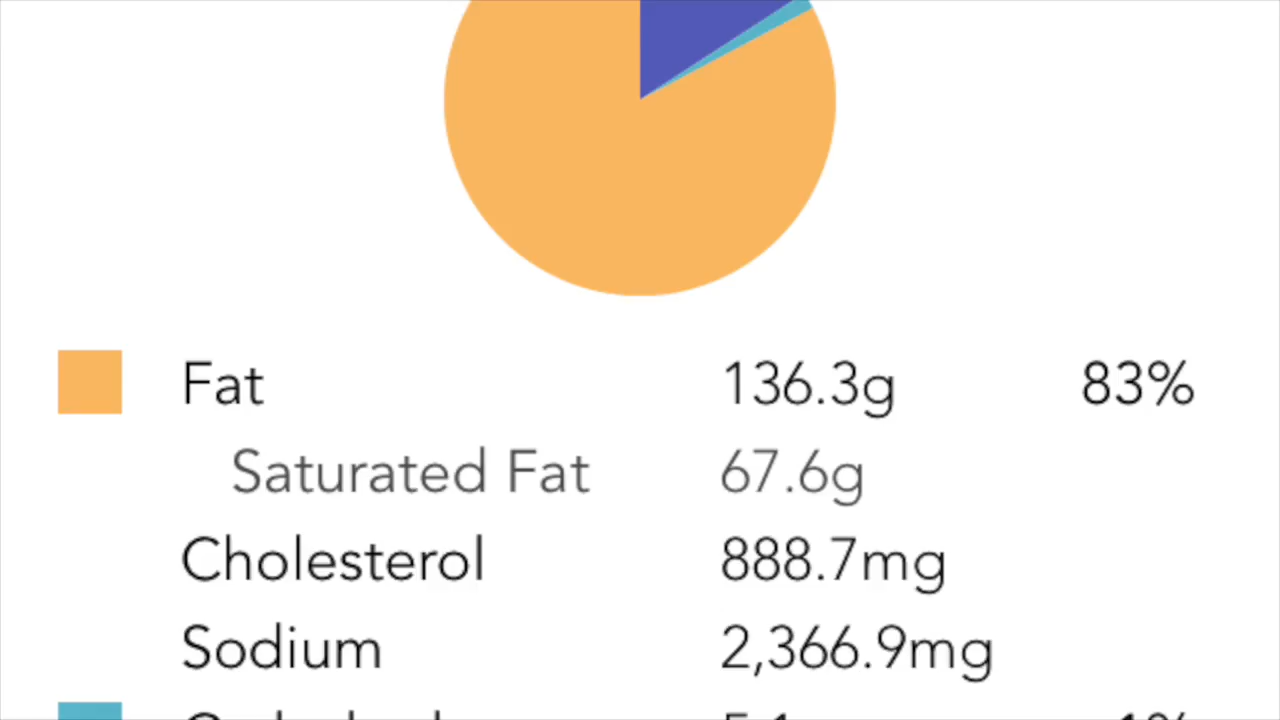 Fat 136.3g 83%
Saturated Fat 67.6g
Cholesterol 888.7mg
Sodium 2,366.9mg